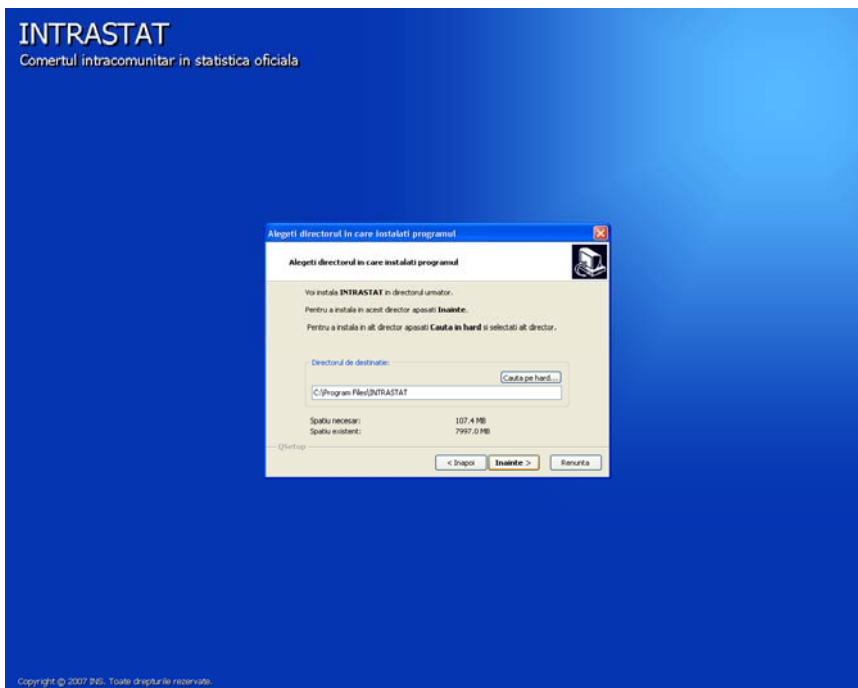 INTRASTAT
Comertul intracomunitar in statistica oficiala
Alegeti directorul in care instalati programul
Alegeti directorul in care instalati programul
Voi instala INTRASTAT in directorul urmator.
Pentru a instala in acest director apasati Inainte.
Pentru a instala in alt director apasati Cauta in hard si selectati alt director.
Directorul de destinatie:
Cauta pe hard...
C:\Program Files\INTRASTAT
Spatiu necesar: 107.4 MB
Spatiu existent: 7997.0 MB
QSetup
< Inapoi Inainte > Renunta
Copyright © 2007 INS. Toate drepturile rezervate.